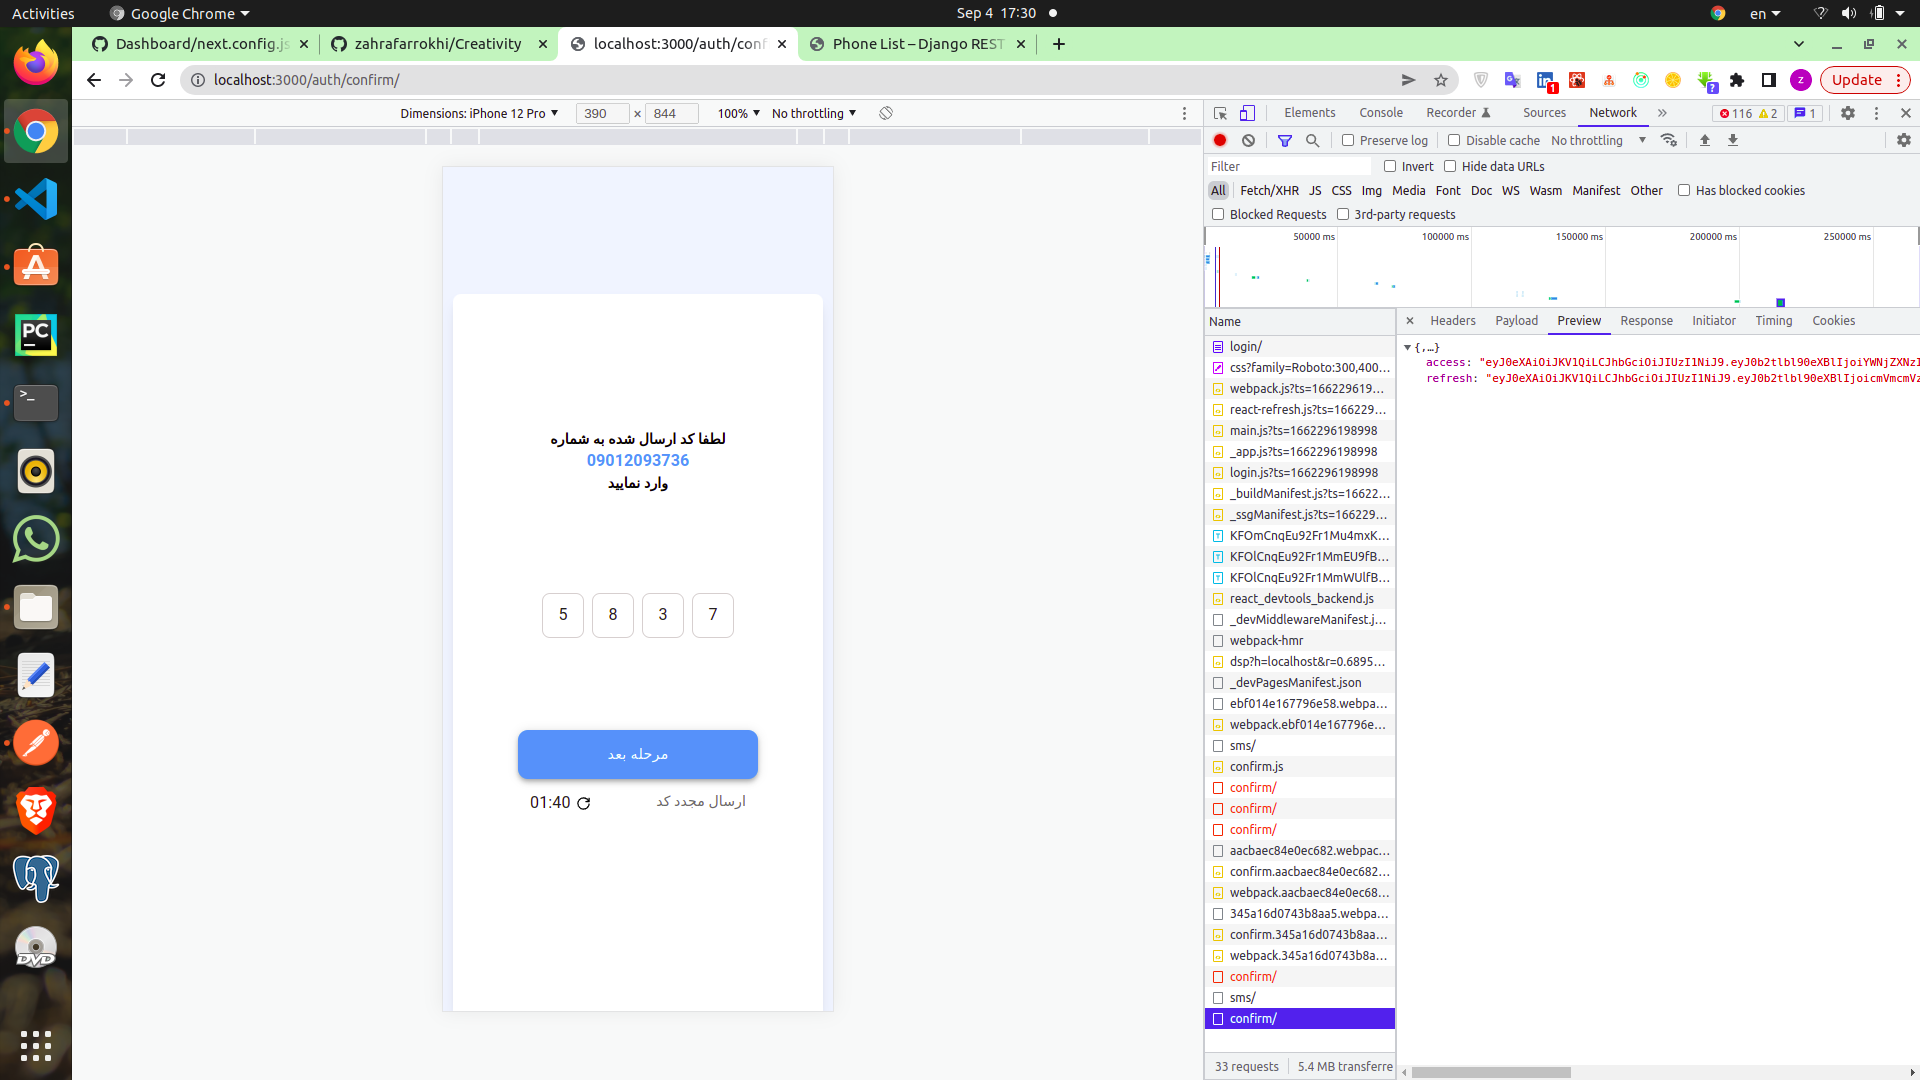 Activities
Google Chrome
Sep 4 17:30
en
Dashboard/next.config.js
zahrafarrokhi/Creativity
localhost:3000/auth/conf
Phone List – Django REST
localhost:3000/auth/confirm/
1
?
z
Update
Dimensions: iPhone 12 Pro
390 × 844
100%
No throttling
لطفا کد ارسال شده به شماره
09012093736
وارد نمایید
5 8 3 7
مرحله بعد
01:40
ارسال مجدد کد
Elements
Console
Recorder
Sources
Network
116
2
1
Preserve log
Disable cache
No throttling
Filter
Invert
Hide data URLs
All
Fetch/XHR
JS
CSS
Img
Media
Font
Doc
WS
Wasm
Manifest
Other
Has blocked cookies
Blocked Requests
3rd-party requests
50000 ms
100000 ms
150000 ms
200000 ms
250000 ms
Name
login/
css?family=Roboto:300,400...
webpack.js?ts=166229619...
react-refresh.js?ts=166229...
main.js?ts=1662296198998
_app.js?ts=1662296198998
login.js?ts=1662296198998
_buildManifest.js?ts=16622...
_ssgManifest.js?ts=166229...
KFOmCnqEu92Fr1Mu4mxK...
KFOlCnqEu92Fr1MmEU9fB...
KFOlCnqEu92Fr1MmWUlfB...
react_devtools_backend.js
_devMiddlewareManifest.j...
webpack-hmr
dsp?h=localhost&r=0.6895...
_devPagesManifest.json
ebf014e167796e58.webpa...
webpack.ebf014e167796e...
sms/
confirm.js
confirm/
confirm/
confirm/
aacbaec84e0ec682.webpac...
confirm.aacbaec84e0ec682...
webpack.aacbaec84e0ec68...
345a16d0743b8aa5.webpa...
confirm.345a16d0743b8aa...
webpack.345a16d0743b8a...
confirm/
sms/
confirm/
33 requests
5.4 MB transferre
Headers
Payload
Preview
Response
Initiator
Timing
Cookies
{,…}
access: "eyJ0eXAiOiJKV1QiLCJhbGciOiJIUzI1NiJ9.eyJ0b2tlbl90eXBlIjoiYWNjZXNzI
refresh: "eyJ0eXAiOiJKV1QiLCJhbGciOiJIUzI1NiJ9.eyJ0b2tlbl90eXBlIjoicmVmcmVz
PC
DVD